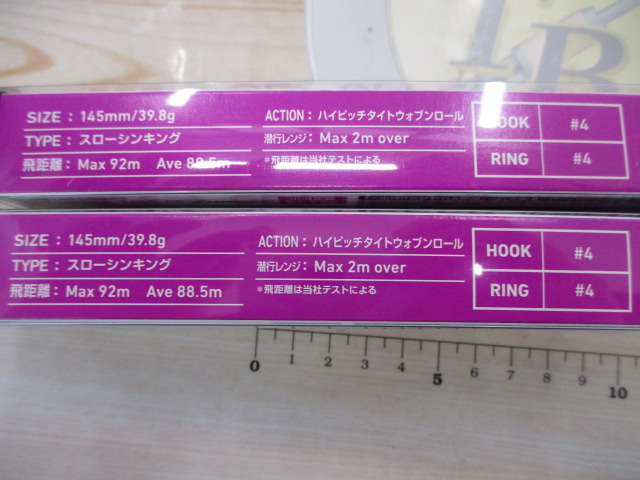 IB
SIZE : 145mm/39.8g
TYPE : スローシンキング
飛距離 : Max 92m Ave 88.5m
ACTION : ハイピッチタイトウォブンロール
潜行レンジ : Max 2m over
*飛距離は当社テストによる
HOOK #4
RING #4
SIZE : 145mm/39.8g
TYPE : スローシンキング
飛距離 : Max 92m Ave 88.5m
ACTION : ハイピッチタイトウォブンロール
潜行レンジ : Max 2m over
*飛距離は当社テストによる
HOOK #4
RING #4
0 1 2 3 4 5 6 7 8 9 10